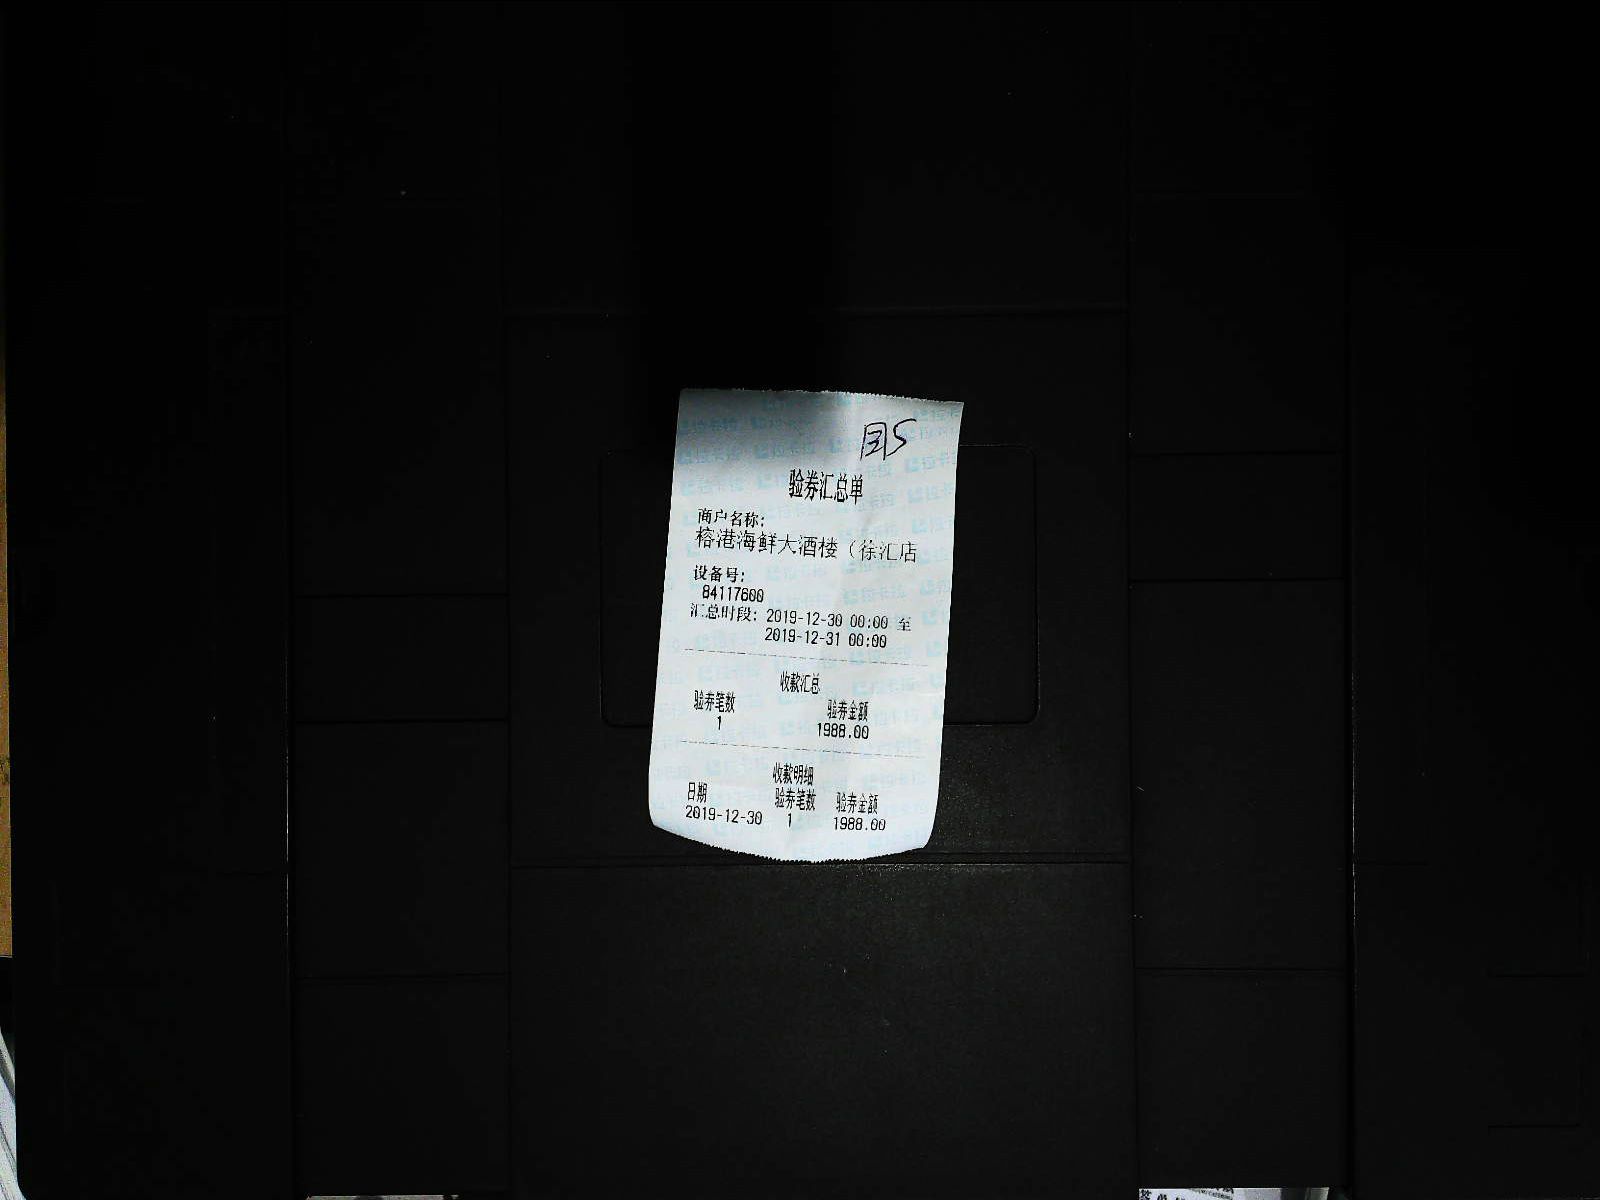 验券汇总单
商户名称:
榕港海鲜大酒楼（徐汇店
设备号:
84117600
汇总时段: 2019-12-30 00:00 至
2019-12-31 00:00
收款汇总
验券笔数 验券金额
1 1988.00
收款明细
日期 验券笔数 验券金额
2019-12-30 1 1988.00